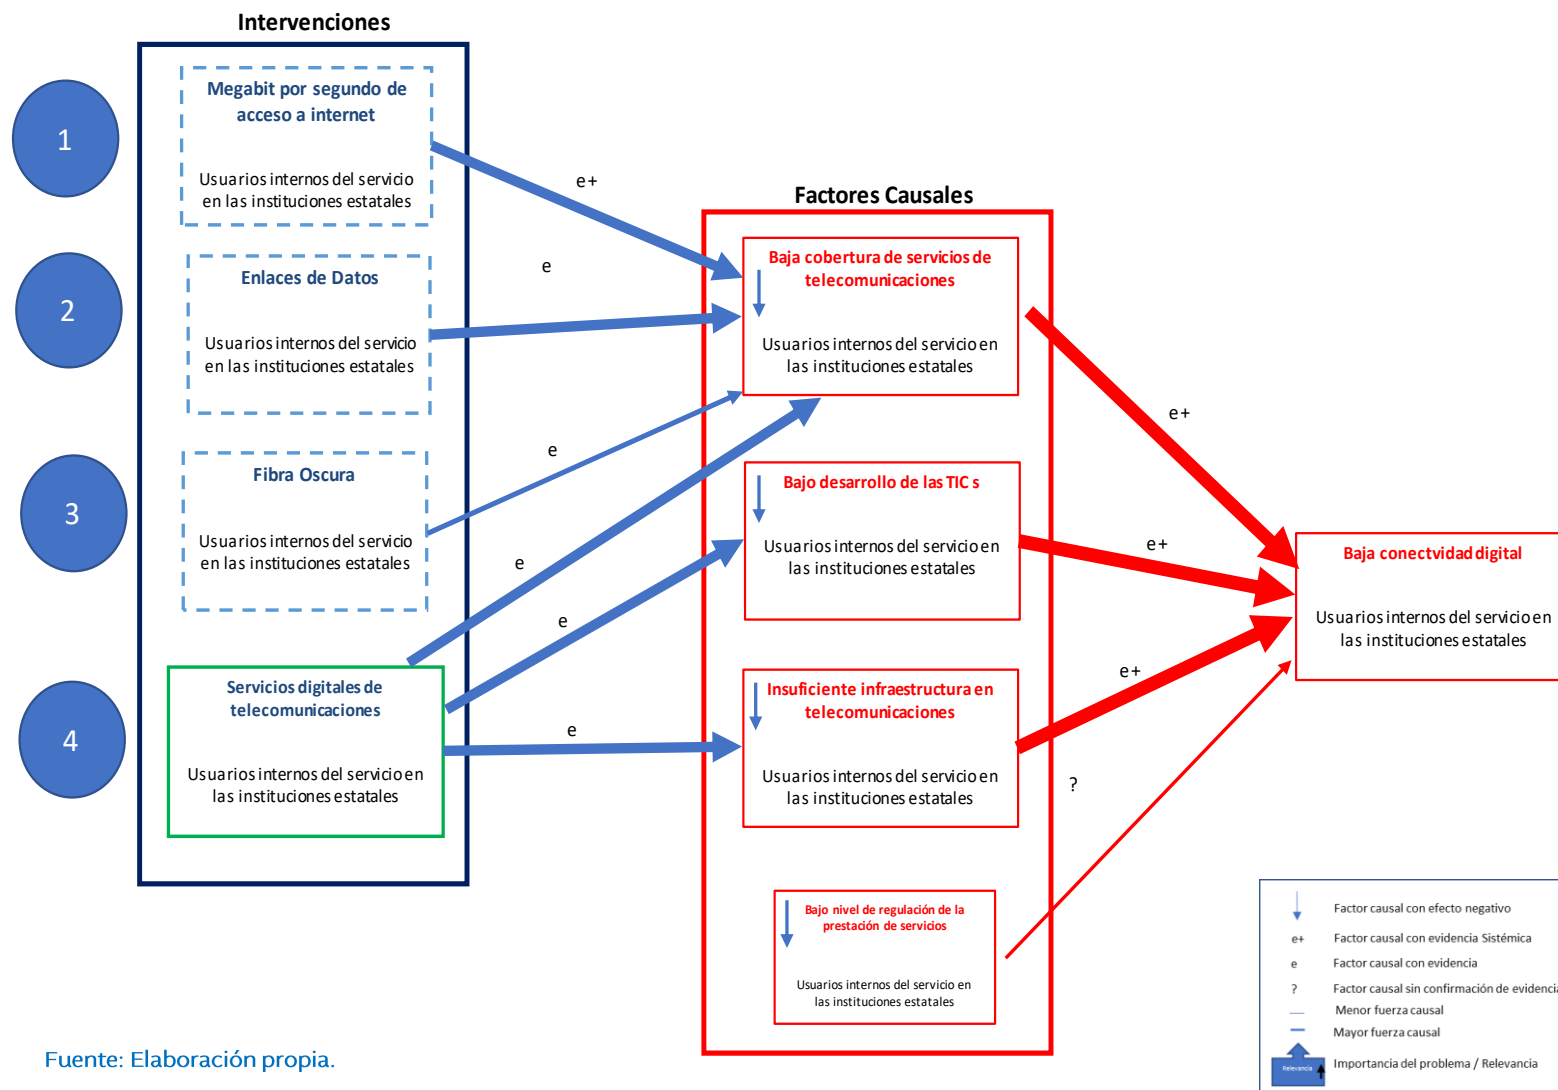 Intervenciones
1
Megabit por segundo de
acceso a internet
Usuarios internos del servicio
en las instituciones estatales
2
Enlaces de Datos
Usuarios internos del servicio
en las instituciones estatales
3
Fibra Oscura
Usuarios internos del servicio
en las instituciones estatales
4
Servicios digitales de
telecomunicaciones
Usuarios internos del servicio en
las instituciones estatales
e+
e
e
e
e
e
Factores Causales
Baja cobertura de servicios de
telecomunicaciones
Usuarios internos del servicio en
las instituciones estatales
Bajo desarrollo de las TIC s
Usuarios internos del servicio en
las instituciones estatales
Insuficiente infraestructura en
telecomunicaciones
Usuarios internos del servicio en
las instituciones estatales
Bajo nivel de regulación de la
prestación de servicios
Usuarios internos del servicio en
las instituciones estatales
e+
e+
e+
?
Baja conectvidad digital
Usuarios internos del servicio en
las instituciones estatales
Factor causal con efecto negativo
e+ Factor causal con evidencia Sistémica
e Factor causal con evidencia
? Factor causal sin confirmación de evidencia
Menor fuerza causal
Mayor fuerza causal
Relevancia Importancia del problema / Relevancia
Fuente: Elaboración propia.